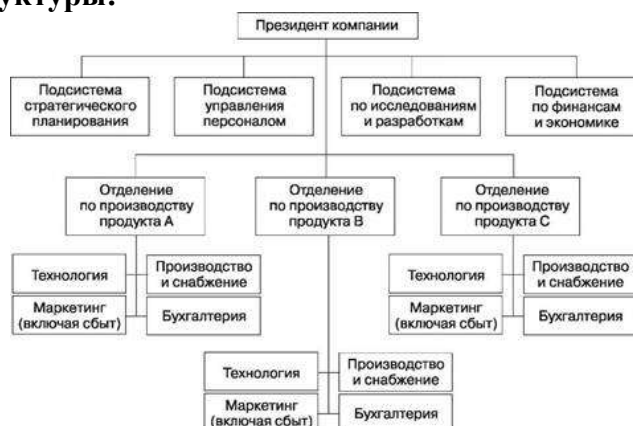 уктуры.
Президент компании
Подсистема
стратегического
планирования
Подсистема
управления
персоналом
Подсистема
по исследованиям
и разработкам
Подсистема
по финансам
и экономике
Отделение
по производству
продукта А
Отделение
по производству
продукта В
Отделение
по производству
продукта С
Технология
Производство
и снабжение
Маркетинг
(включая сбыт)
Бухгалтерия
Технология
Производство
и снабжение
Маркетинг
(включая сбыт)
Бухгалтерия
Технология
Производство
и снабжение
Маркетинг
(включая сбыт)
Бухгалтерия